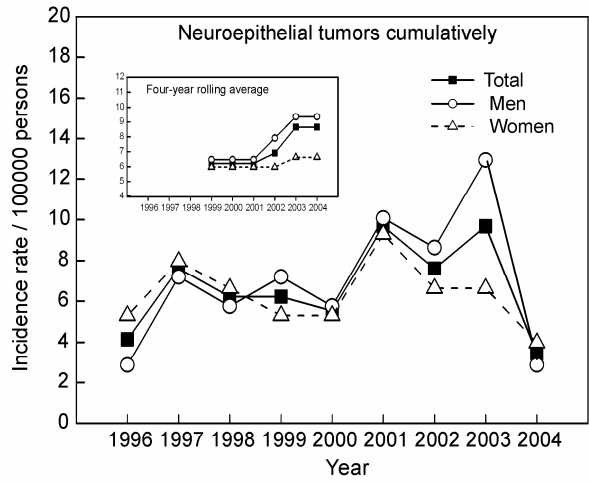 Neuroepithelial tumors cumulatively
Total
Men
Women
Four-year rolling average
12
11
10
9
8
7
6
5
4
1996 1997 1998 1999 2000 2001 2002 2003 2004
Incidence rate / 100000 persons
20
18
16
14
12
10
8
6
4
2
0
1996 1997 1998 1999 2000 2001 2002 2003 2004
Year